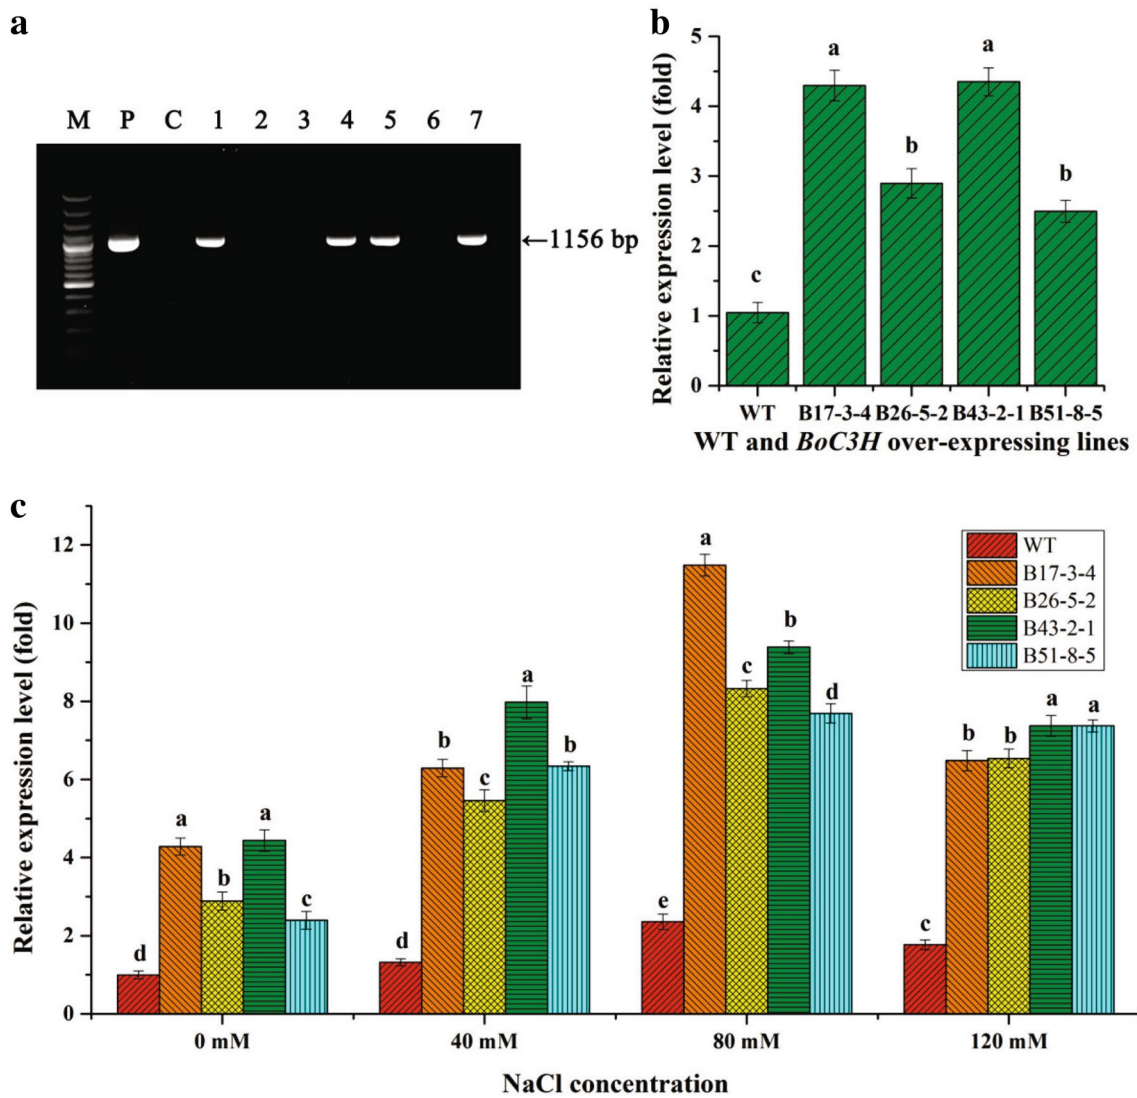 a
M P C 1 2 3 4 5 6 7
←1156 bp
b
Relative expression level (fold)
5
4
3
2
1
0
a
a
b
b
c
WT B17-3-4 B26-5-2 B43-2-1 B51-8-5
WT and BoC3H over-expressing lines
c
Relative expression level (fold)
12
10
8
6
4
2
0
WT
B17-3-4
B26-5-2
B43-2-1
B51-8-5
d a b a c
d b c a b
e a c b d
c b b a a
0 mM 40 mM 80 mM 120 mM
NaCl concentration